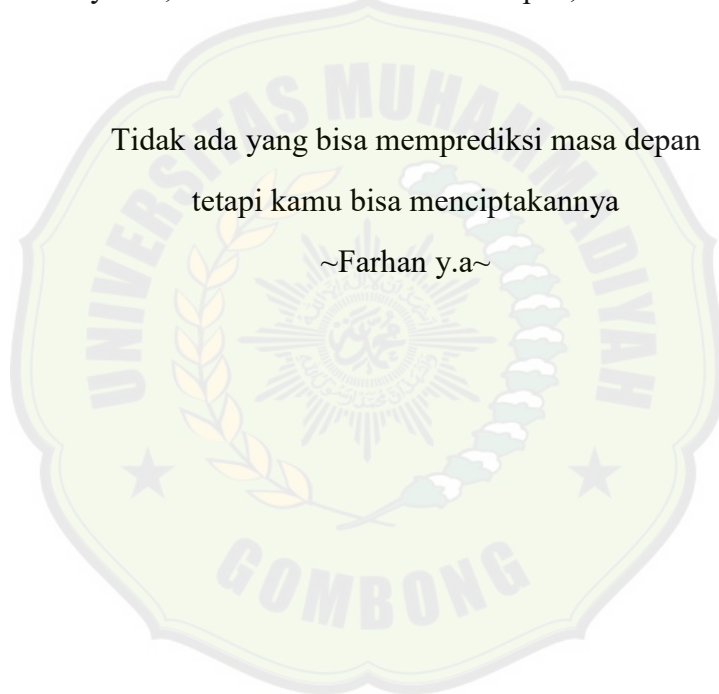 Tidak ada yang bisa memprediksi masa depan
tetapi kamu bisa menciptakannya
~Farhan y.a~
UNIVERSITAS MUHAMMADIYAH
GOMBONG